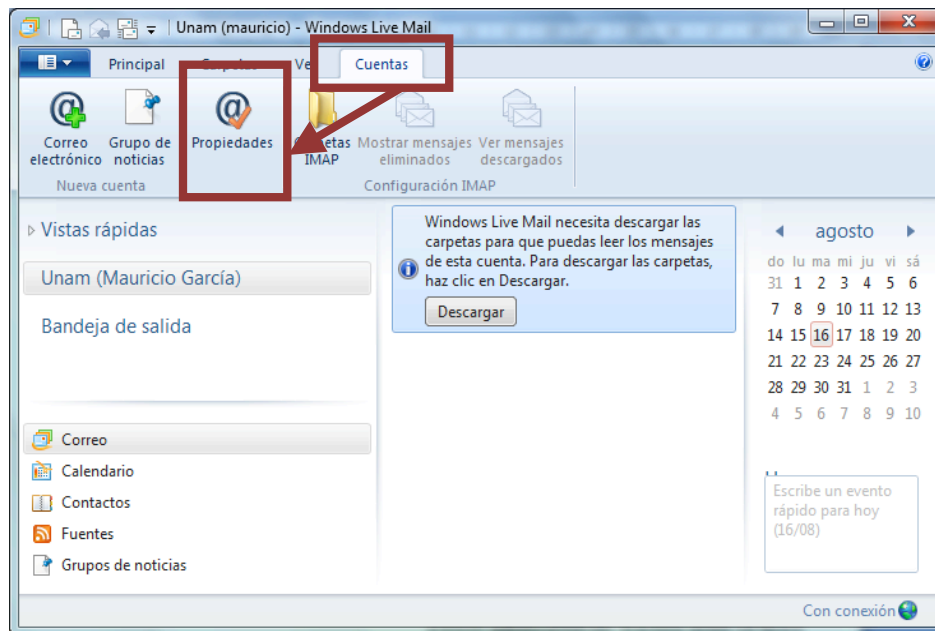 Unam (mauricio) - Windows Live Mail
Principal
Cuentas
Correo electrónico
Grupo de noticias
Propiedades
IMAP
Mostrar mensajes eliminados
Ver mensajes descargados
Nueva cuenta
Configuración IMAP
Vistas rápidas
Unam (Mauricio García)
Bandeja de salida
Correo
Calendario
Contactos
Fuentes
Grupos de noticias
Windows Live Mail necesita descargar las
carpetas para que puedas leer los mensajes
de esta cuenta. Para descargar las carpetas,
haz clic en Descargar.
Descargar
agosto
do lu ma mi ju vi sá
31 1 2 3 4 5 6
7 8 9 10 11 12 13
14 15 16 17 18 19 20
21 22 23 24 25 26 27
28 29 30 31 1 2 3
4 5 6 7 8 9 10
Escribe un evento
rápido para hoy
(16/08)
Con conexión